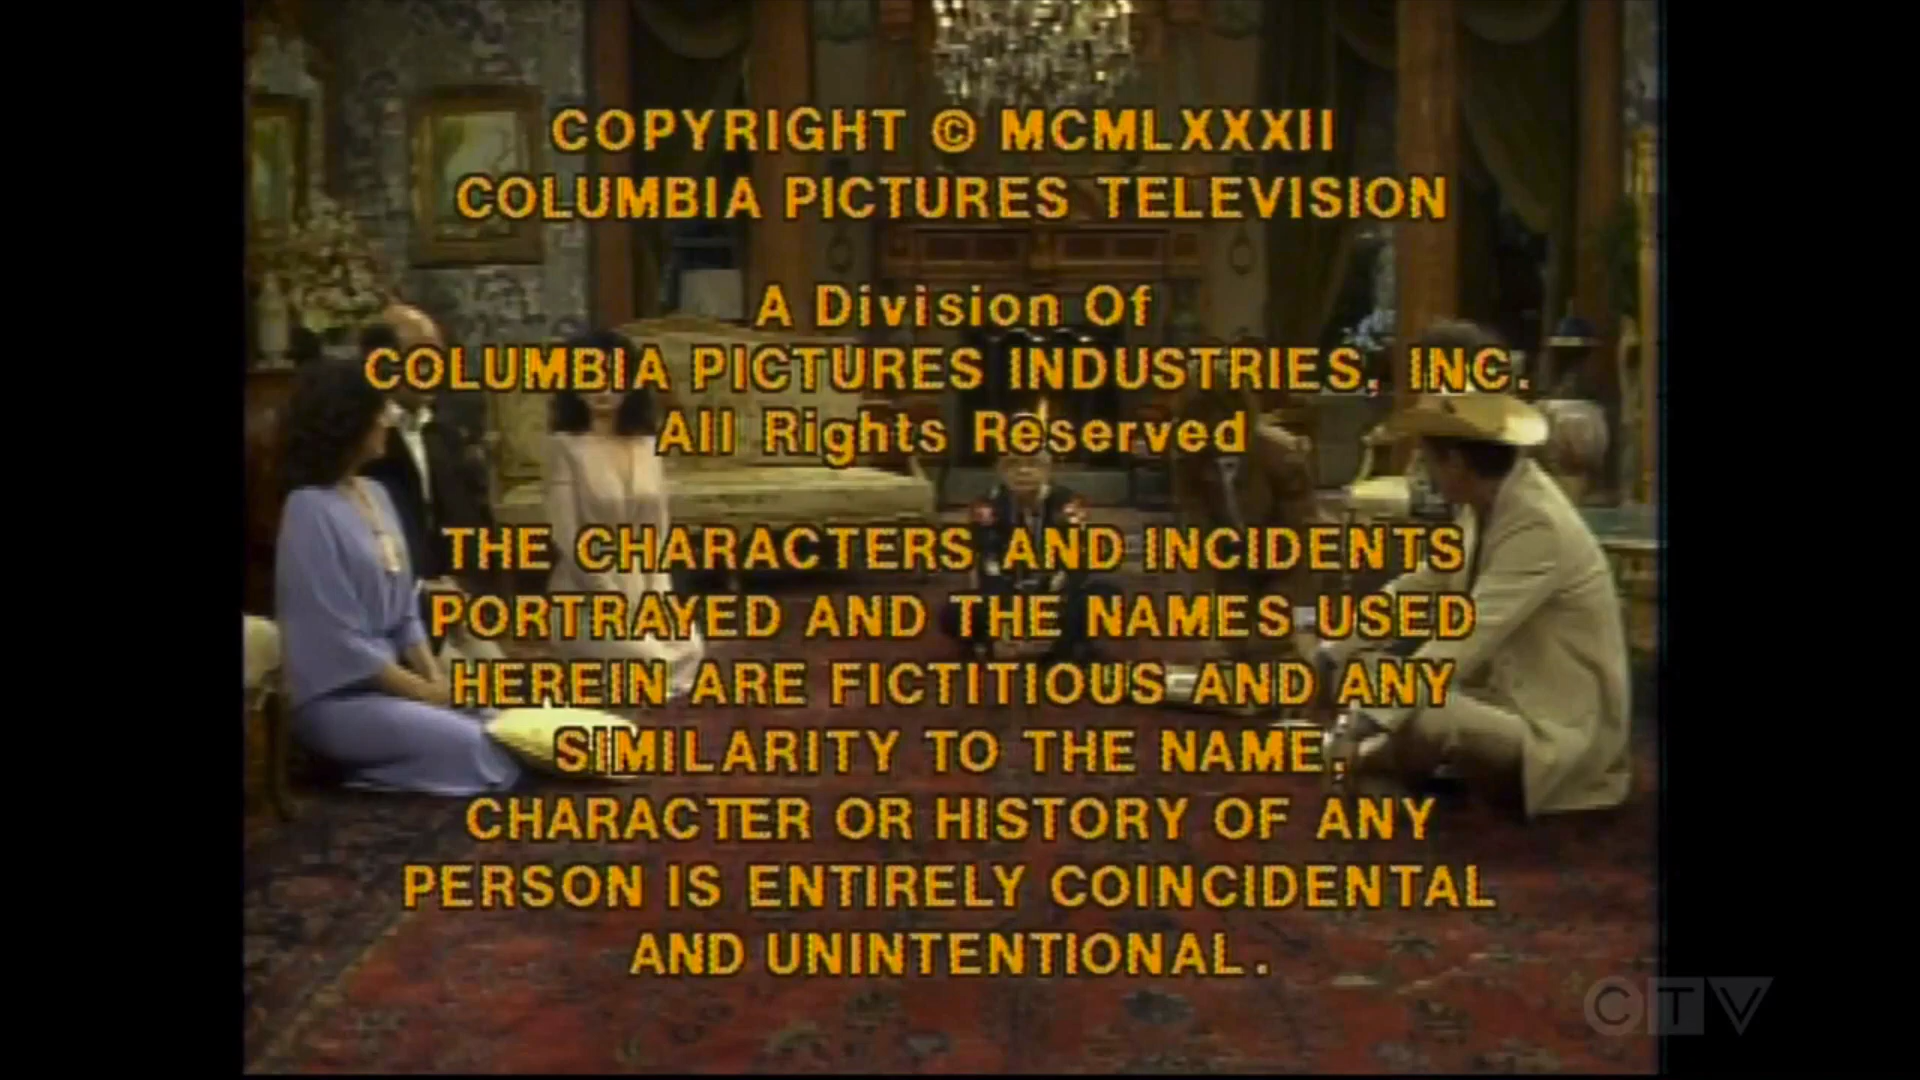 COPYRIGHT © MCMLXXXII
COLUMBIA PICTURES TELEVISION
A Division Of
COLUMBIA PICTURES INDUSTRIES, INC.
All Rights Reserved
THE CHARACTERS AND INCIDENTS
PORTRAYED AND THE NAMES USED
HEREIN ARE FICTITIOUS AND ANY
SIMILARITY TO THE NAME,
CHARACTER OR HISTORY OF ANY
PERSON IS ENTIRELY COINCIDENTAL
AND UNINTENTIONAL.
CTV